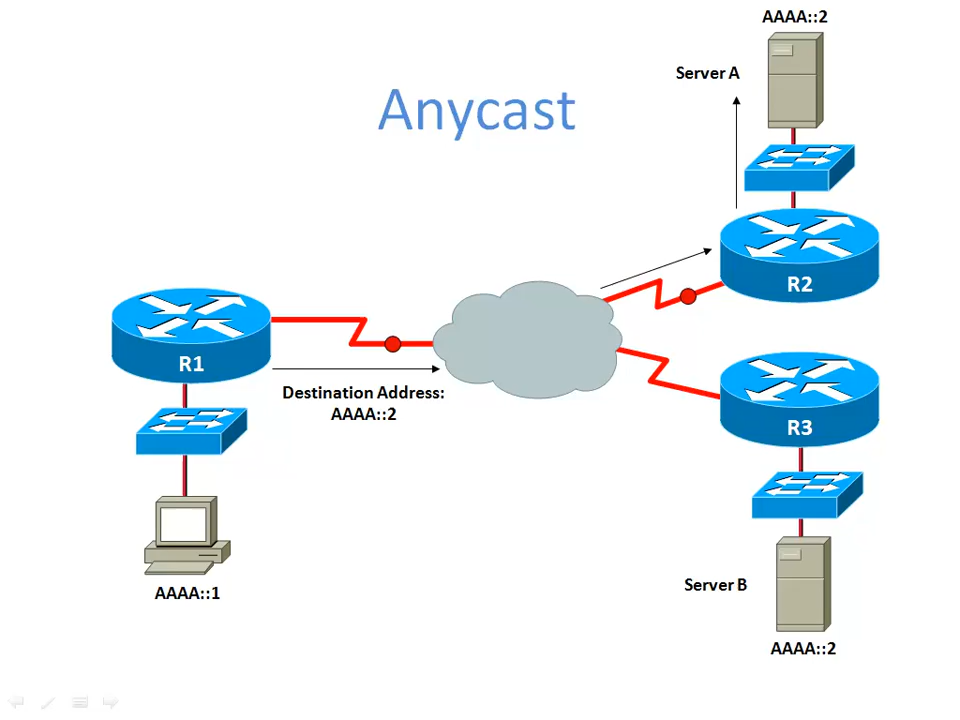 AAAA::2
Server A
Anycast
R2
R1
Destination Address:
AAAA::2
R3
Server B
AAAA::1
AAAA::2